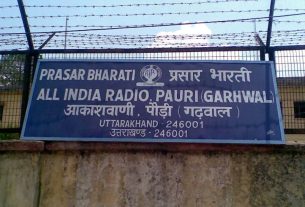 PRASAR BHARATI प्रसार भारती
ALL INDIA RADIO, PAURI (GARHWAL)
आकाशवाणी, पौड़ी (गढ़वाल)
UTTARAKHAND - 246001
उत्तराखण्ड - 246001